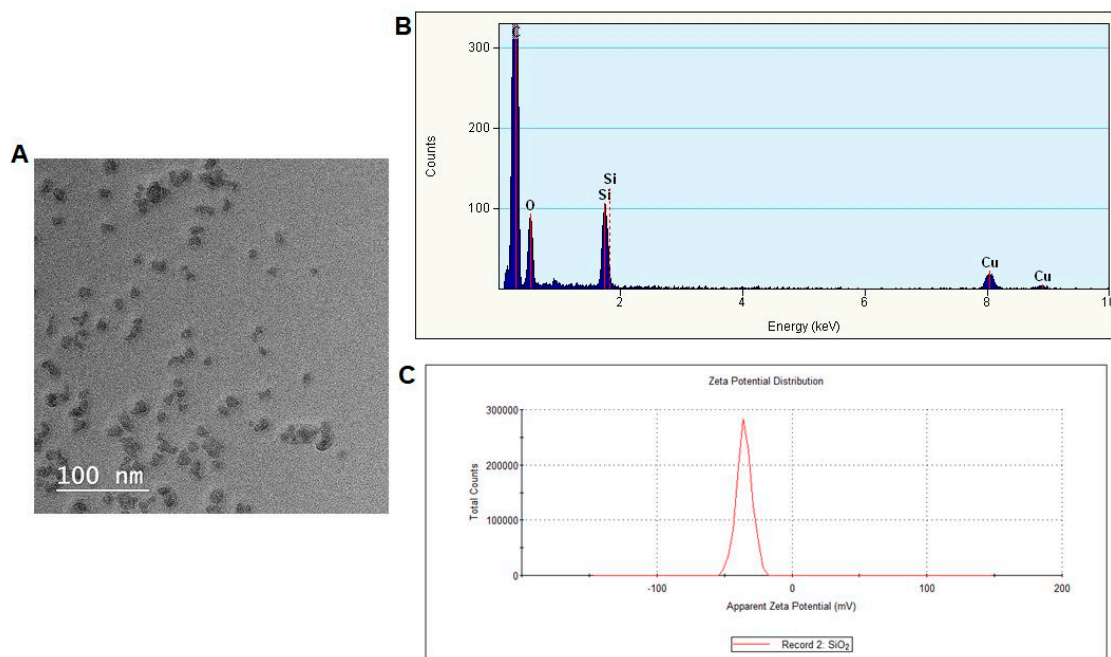 A
100 nm
B
300
200
100
Counts
C
O
Si
Si
Cu
Cu
2
4
6
8
10
Energy (keV)
C
Zeta Potential Distribution
300000
200000
100000
0
Total Counts
-100
0
100
200
Apparent Zeta Potential (mV)
Record 2: SiO₂